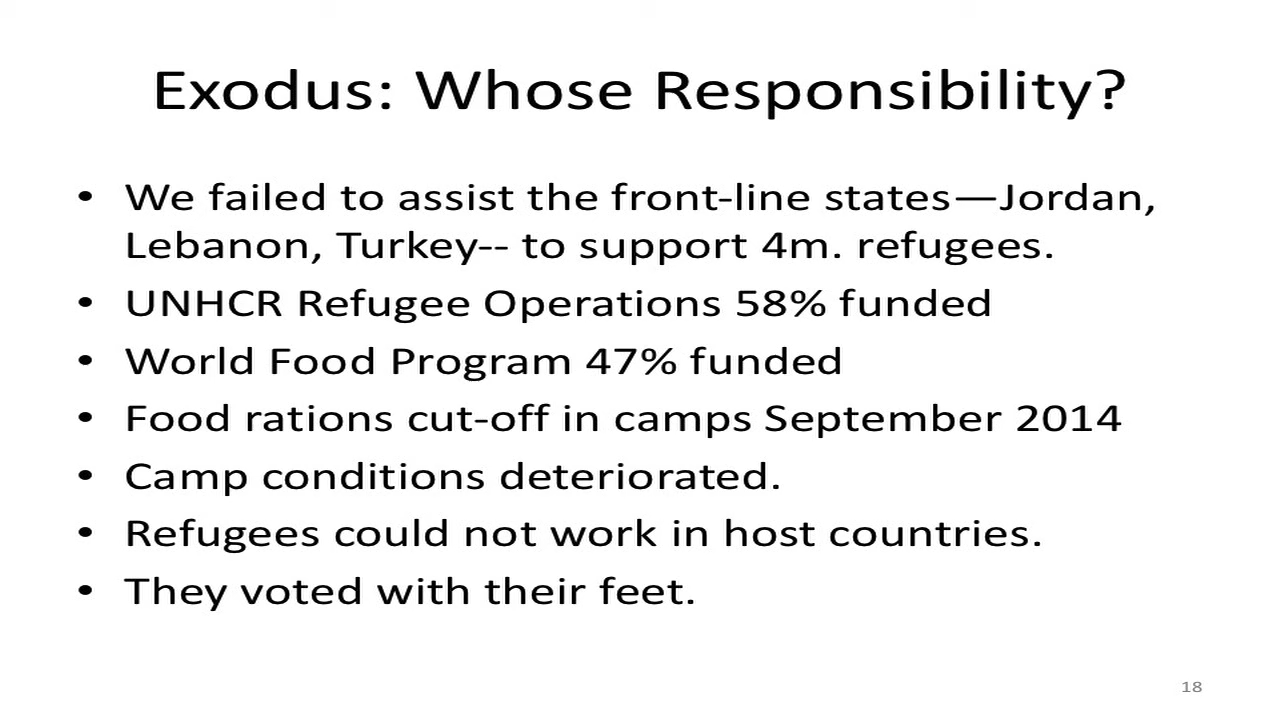 Exodus: Whose Responsibility?
• We failed to assist the front-line states—Jordan,
Lebanon, Turkey-- to support 4m. refugees.
• UNHCR Refugee Operations 58% funded
• World Food Program 47% funded
• Food rations cut-off in camps September 2014
• Camp conditions deteriorated.
• Refugees could not work in host countries.
• They voted with their feet.
18